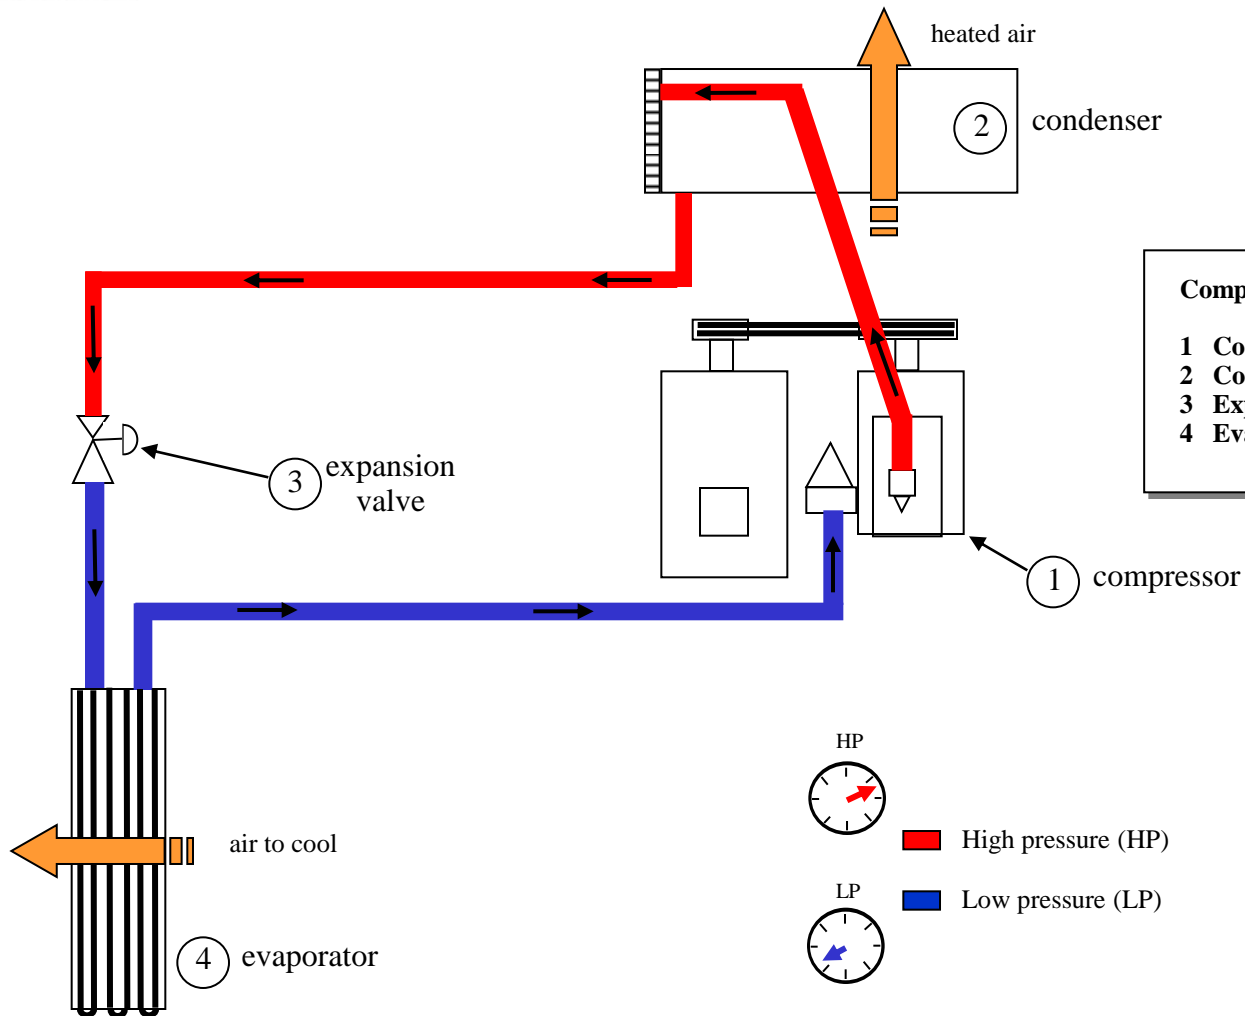 heated air
2 condenser
3 expansion
valve
1 compressor
1
2
3
4
HP
High pressure (HP)
LP
Low pressure (LP)
air to cool
4 evaporator